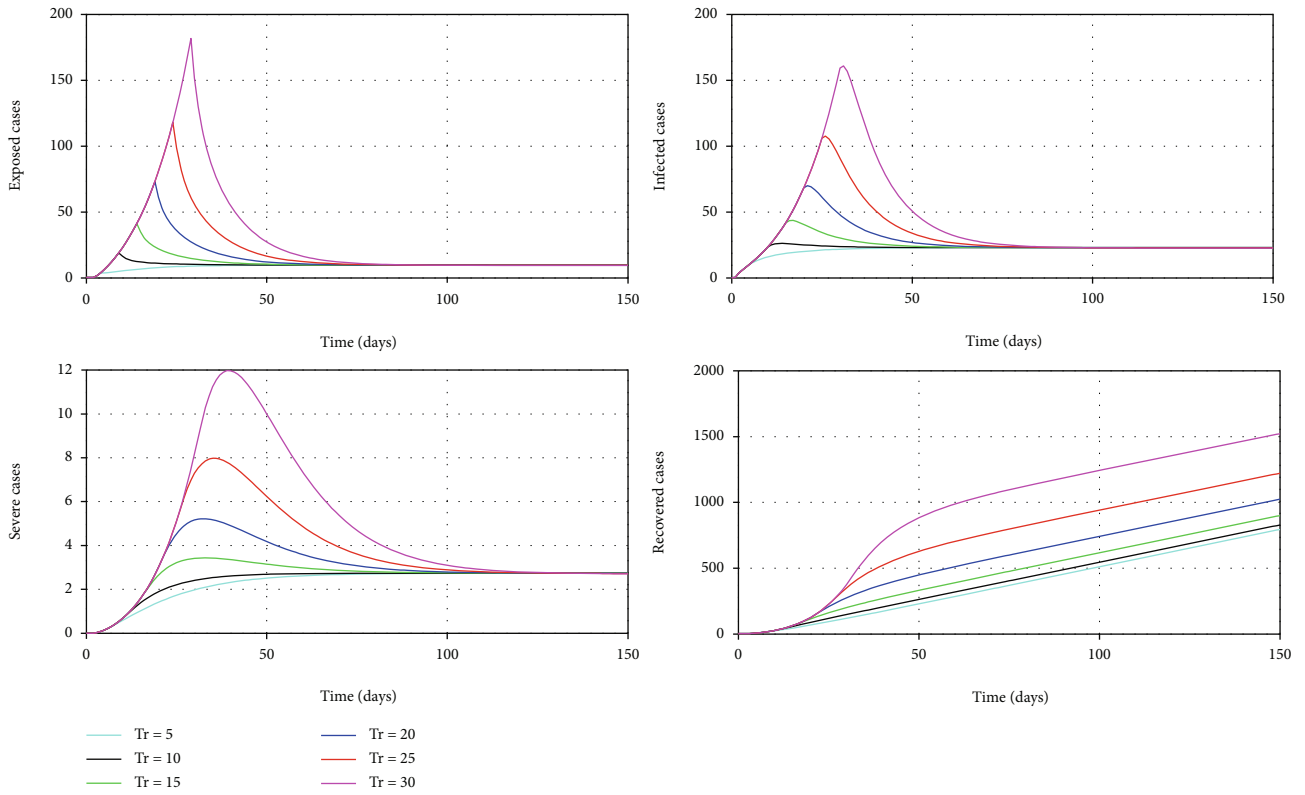 200
150
100
50
0
Exposed cases
0 50 100 150
Time (days)
200
150
100
50
0
Infected cases
0 50 100 150
Time (days)
12
10
8
6
4
2
0
Severe cases
0 50 100 150
Time (days)
2000
1500
1000
500
0
Recovered cases
0 50 100 150
Time (days)
Tr = 5
Tr = 10
Tr = 15
Tr = 20
Tr = 25
Tr = 30